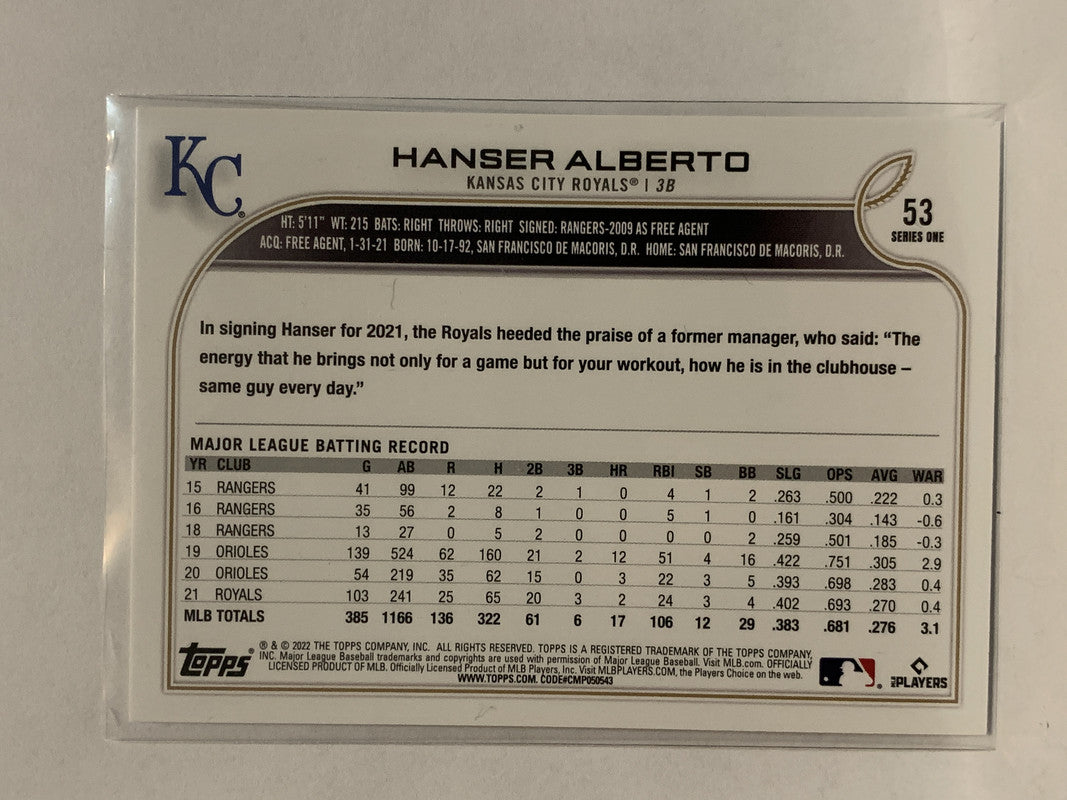 KC®
HANSER ALBERTO
KANSAS CITY ROYALS® | 3B
53
SERIES ONE
HT: 5'11" WT: 215 BATS: RIGHT THROWS: RIGHT SIGNED: RANGERS-2009 AS FREE AGENT
ACQ: FREE AGENT, 1-31-21 BORN: 10-17-92, SAN FRANCISCO DE MACORIS, D.R. HOME: SAN FRANCISCO DE MACORIS, D.R.
In signing Hanser for 2021, the Royals heeded the praise of a former manager, who said: “The
energy that he brings not only for a game but for your workout, how he is in the clubhouse –
same guy every day.”
MAJOR LEAGUE BATTING RECORD
YR CLUB G AB R H 2B 3B HR RBI SB BB SLG OPS AVG WAR
15 RANGERS 41 99 12 22 2 1 0 4 1 2 .263 .500 .222 0.3
16 RANGERS 35 56 2 8 1 0 0 5 1 0 .161 .304 .143 -0.6
18 RANGERS 13 27 0 5 2 0 0 0 0 2 .259 .501 .185 -0.3
19 ORIOLES 139 524 62 160 21 2 12 51 4 16 .422 .751 .305 2.9
20 ORIOLES 54 219 35 62 15 0 3 22 3 5 .393 .698 .283 0.4
21 ROYALS 103 241 25 65 20 3 2 24 3 4 .402 .693 .270 0.4
MLB TOTALS 385 1166 136 322 61 6 17 106 12 29 .383 .681 .276 3.1
topps®
® & © 2022 THE TOPPS COMPANY, INC. ALL RIGHTS RESERVED. TOPPS IS A REGISTERED TRADEMARK OF THE TOPPS COMPANY,
INC. Major League Baseball trademarks and copyrights are used with permission of Major League Baseball. Visit MLB.com. OFFICIALLY
LICENSED PRODUCT OF MLB. Officially Licensed Product of MLB Players, Inc. Visit MLBPLAYERS.COM, the Players Choice on the web.
WWW.TOPPS.COM. CODE#CMP050543
PLAYERS